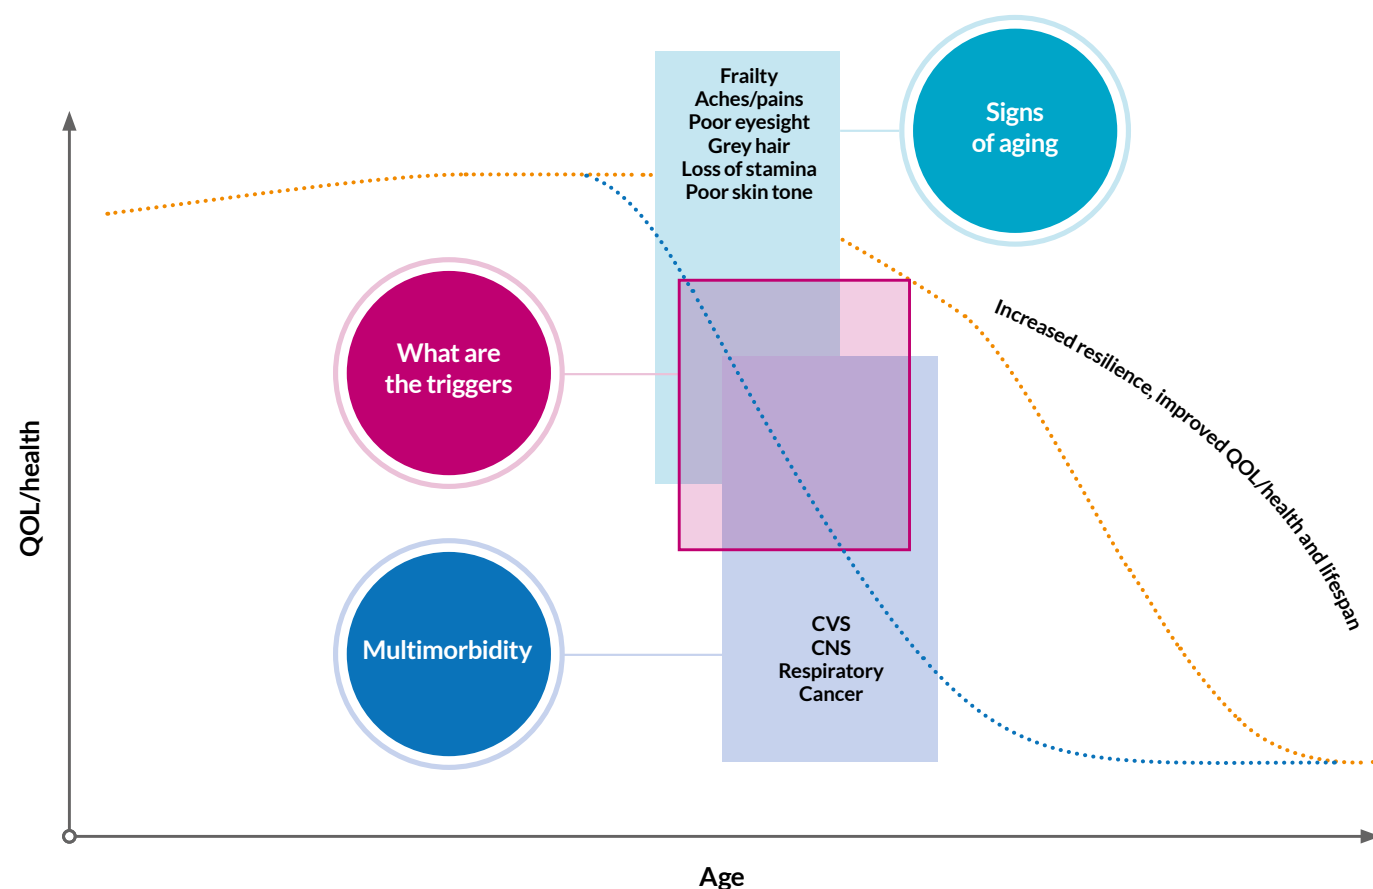 Frailty
Aches/pains
Poor eyesight
Grey hair
Loss of stamina
Poor skin tone
Signs
of aging
What are
the triggers
Increased resilience, improved QOL/health and lifespan
QOL/health
Multimorbidity
CVS
CNS
Respiratory
Cancer
Age